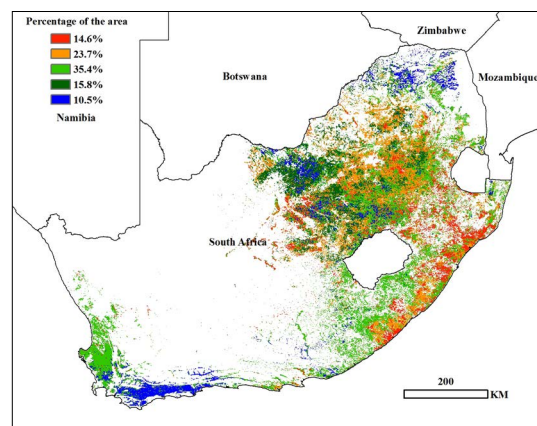 Percentage of the area
14.6%
23.7%
35.4%
15.8%
10.5%
Namibia
Zimbabwe
Botswana
Mozambique
South Africa
200
KM